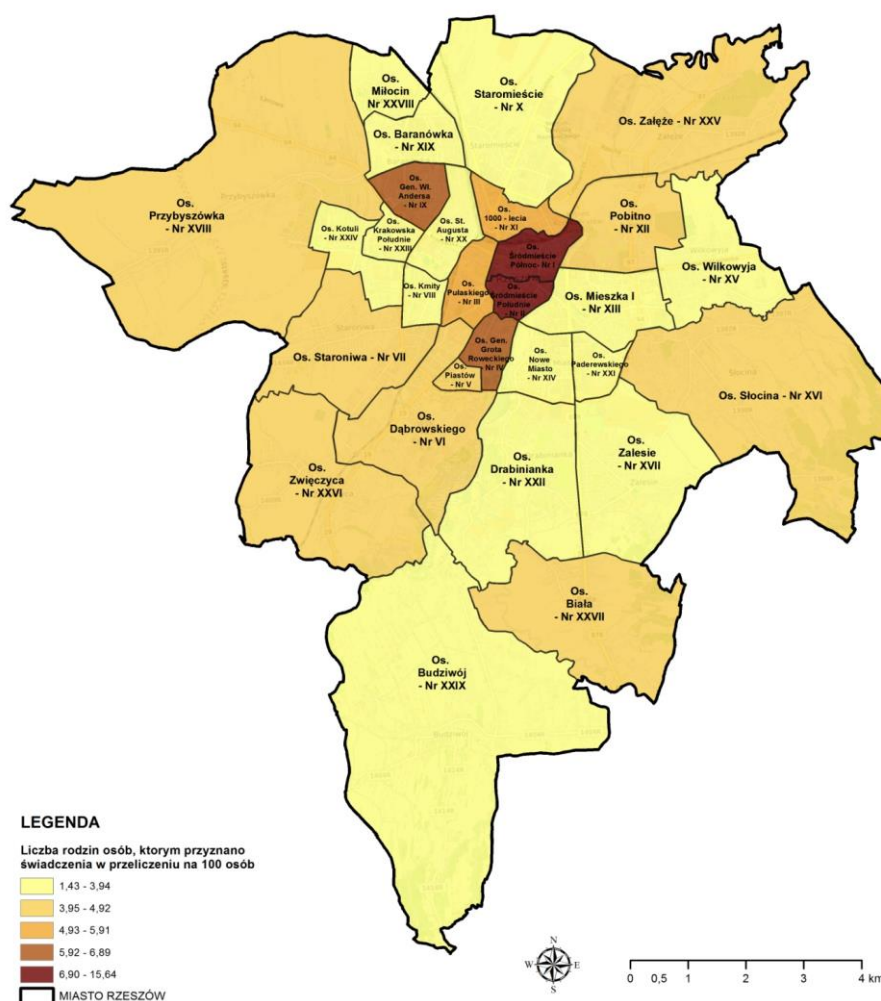 Os.
Miłocin
Nr XXVIII
Os.
Staromieście
- Nr X
Os. Baranówka
- Nr XIX
Os. Załęże - Nr XXV
Os.
Gen. Wł.
Andersa
- Nr IX
Os.
Przybyszówka
- Nr XVIII
Os. Kotuli
- Nr XXIV
Os.
Krakowska
Południe
- Nr XXIII
Os. St.
Augusta
- Nr XX
Os.
1000 - lecia
- Nr XI
Os.
Pobitno
- Nr XII
Os.
Śródmieście
Północ- Nr I
Os. Wilkowyja
- Nr XV
Os. Kmity
- Nr VIII
Os.
Pułaskiego
- Nr III
Os.
Śródmieście
Południe
- Nr II
Os. Mieszka I
- Nr XIII
Os. Staroniwa - Nr VII
Os. Gen.
Grota
Roweckiego
- Nr IV
Os.
Piastów
- Nr V
Os.
Nowe
Miasto
- Nr XIV
Os.
Paderewskiego
- Nr XXI
Os. Słocina - Nr XVI
Os.
Dąbrowskiego
- Nr VI
Os.
Zwięczyca
- Nr XXVI
Os.
Drabinianka
- Nr XXII
Os.
Zalesie
- Nr XVII
Os.
Biała
- Nr XXVII
Os.
Budziwój
- Nr XXIX
LEGENDA
Liczba rodzin osób, ktorym przyznano
świadczenia w przeliczeniu na 100 osób
1,43 - 3,94
3,95 - 4,92
4,93 - 5,91
5,92 - 6,89
6,90 - 15,64
MIASTO RZESZÓW
N
W E
S
0 0,5 1 2 3 4 km